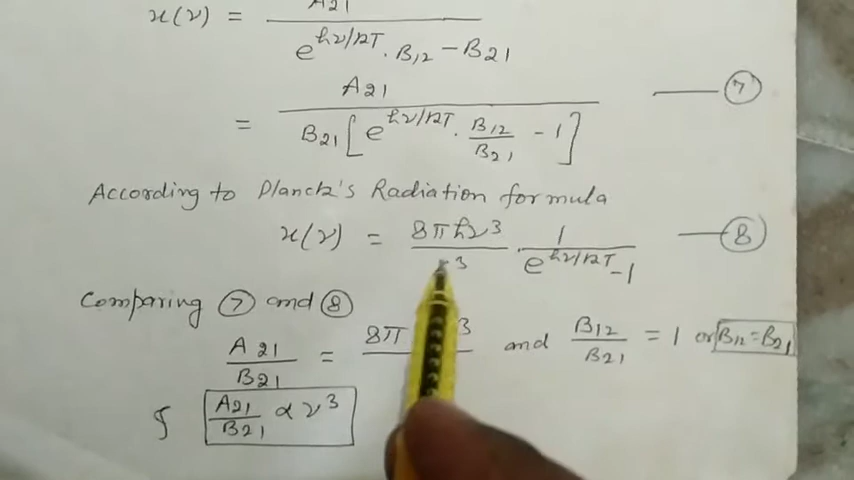 u(ν) = A21 / e^hν/kT . B12 − B21
= A21 / B21 [ e^hν/kT . B12/B21 − 1 ] — 7
According to Planck's Radiation formula
u(ν) = 8πhν³ / ³ . 1 / e^hν/kT − 1 — 8
Comparing 7 and 8
A21/B21 = 8π ³ and B12/B21 = 1 or B12 = B21
A21/B21 ∝ ν³